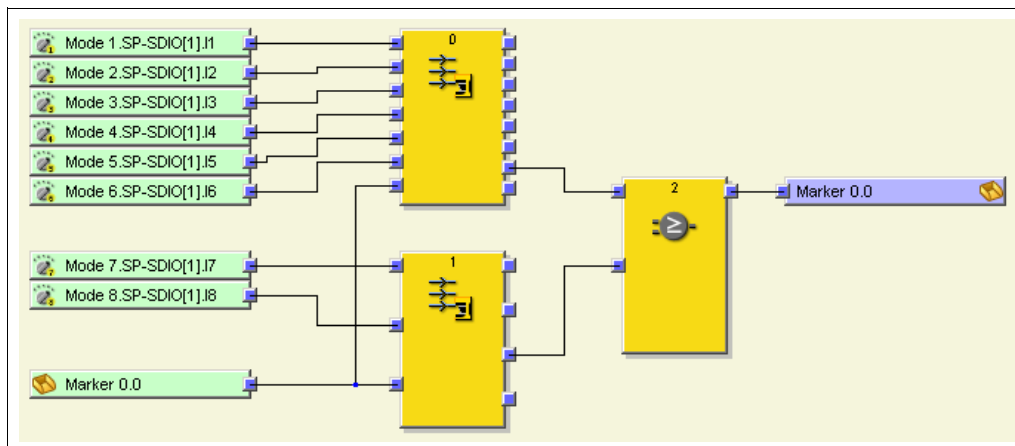 Mode 1.SP-SDIO[1].I1
Mode 2.SP-SDIO[1].I2
Mode 3.SP-SDIO[1].I3
Mode 4.SP-SDIO[1].I4
Mode 5.SP-SDIO[1].I5
Mode 6.SP-SDIO[1].I6
0
2
Marker 0.0
Mode 7.SP-SDIO[1].I7
Mode 8.SP-SDIO[1].I8
1
≥
Marker 0.0